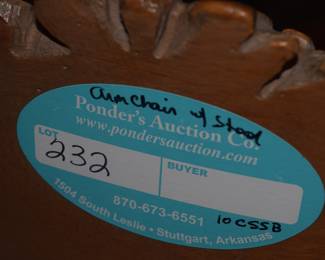 Armchair w/ Stool
Ponder's Auction Co.
www.pondersauction.com
LOT
232
BUYER
870-673-6551
10CSSB
1504 South Leslie • Stuttgart, Arkansas